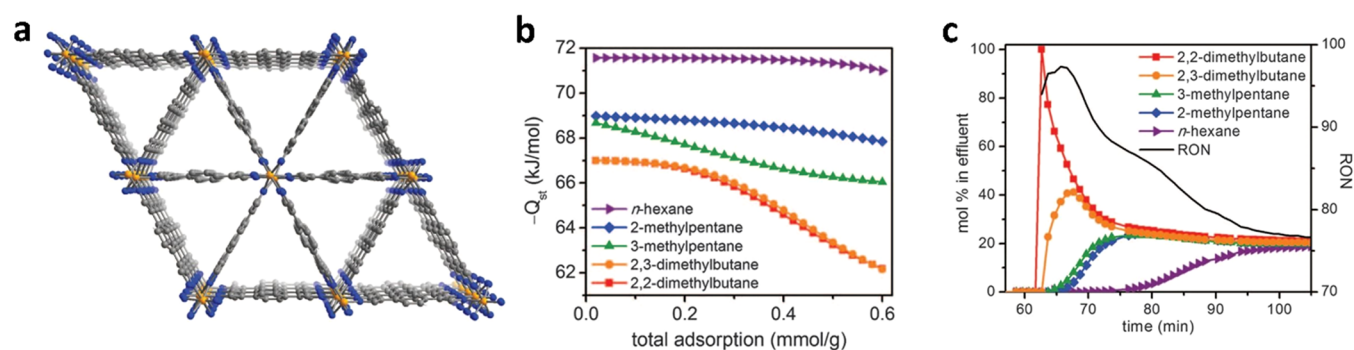 a
b
72
70
68
66
64
62
–Qst (kJ/mol)
n-hexane
2-methylpentane
3-methylpentane
2,3-dimethylbutane
2,2-dimethylbutane
0.0 0.2 0.4 0.6
total adsorption (mmol/g)
c
100
80
60
40
20
0
mol % in effluent
2,2-dimethylbutane
2,3-dimethylbutane
3-methylpentane
2-methylpentane
n-hexane
RON
100
90
80
70
RON
60 70 80 90 100
time (min)